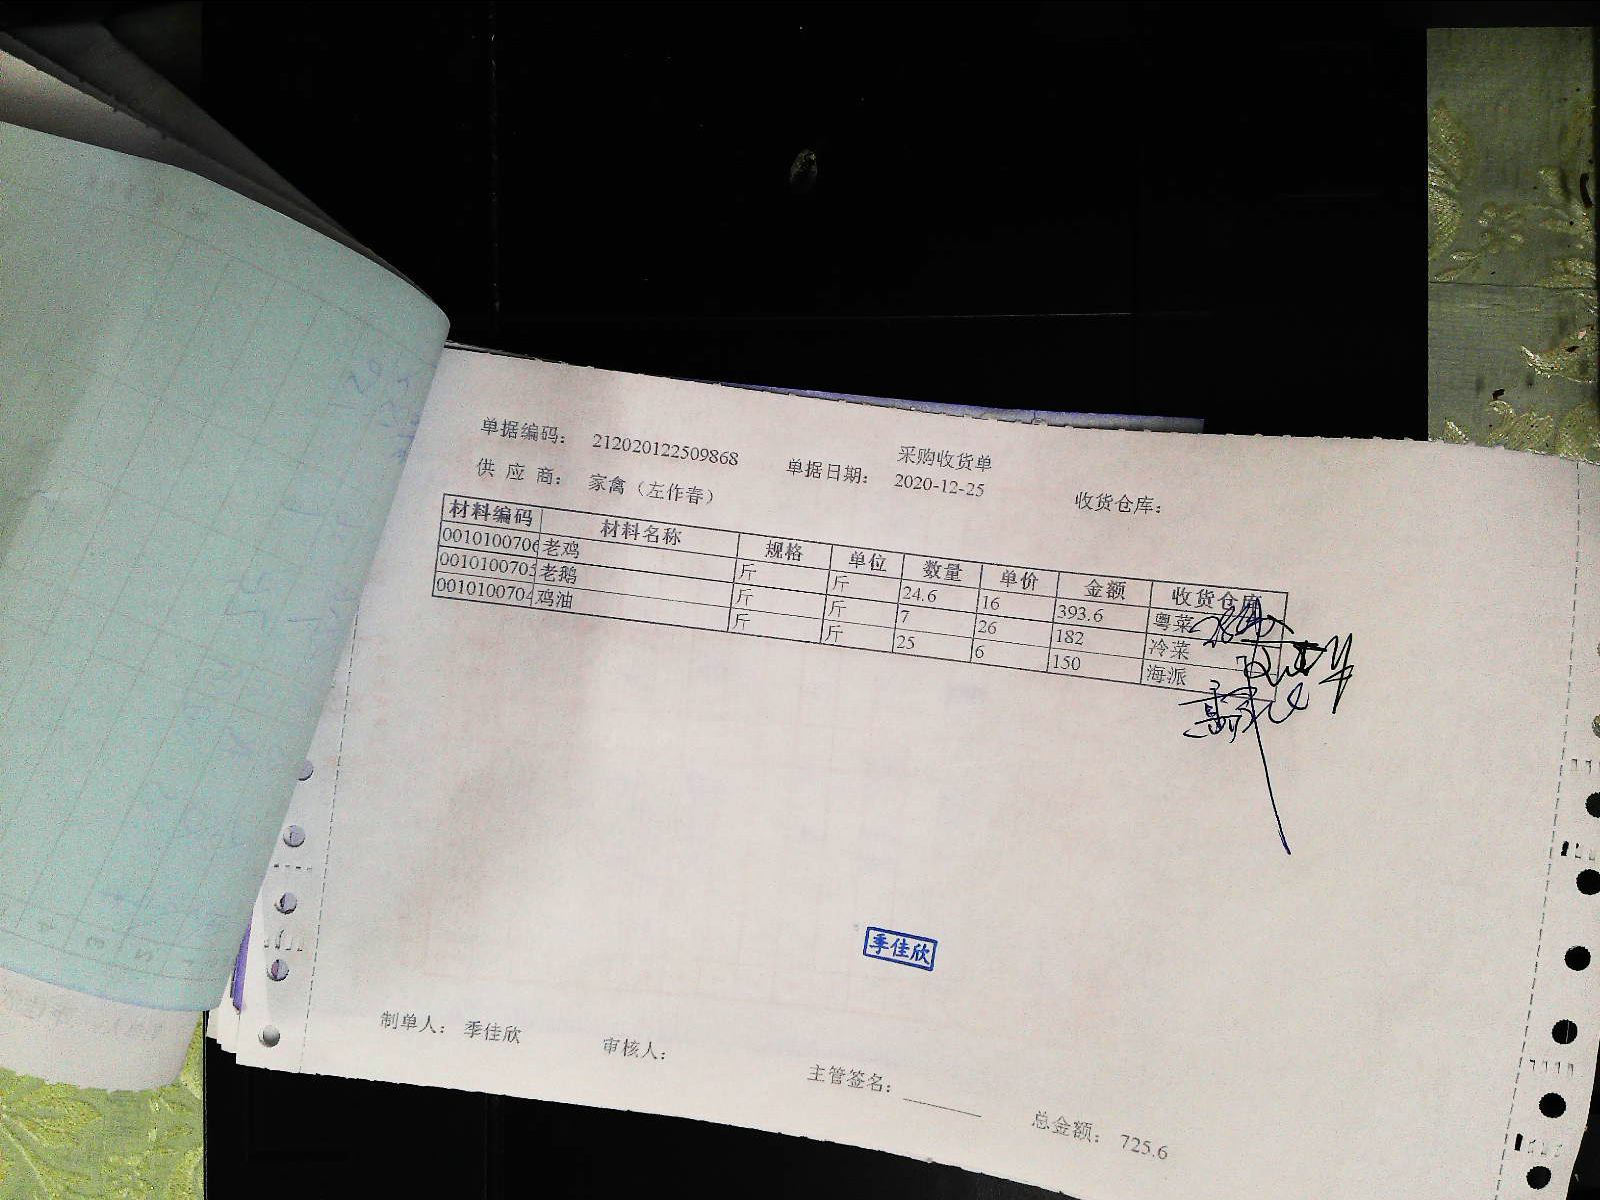 采购收货单
单据编码： 212020122509868 单据日期： 2020-12-25 收货仓库：
供 应 商： 家禽（左作春）
材料编码 材料名称 规格 单位 数量 单价 金额 收货仓库
0010100706 老鸡 斤 斤 24.6 16 393.6 粤菜
0010100705 老鹅 斤 斤 7 26 182 冷菜
0010100704 鸡油 斤 斤 25 6 150 海派
季佳欣
制单人： 季佳欣 审核人： 主管签名： 总金额： 725.6